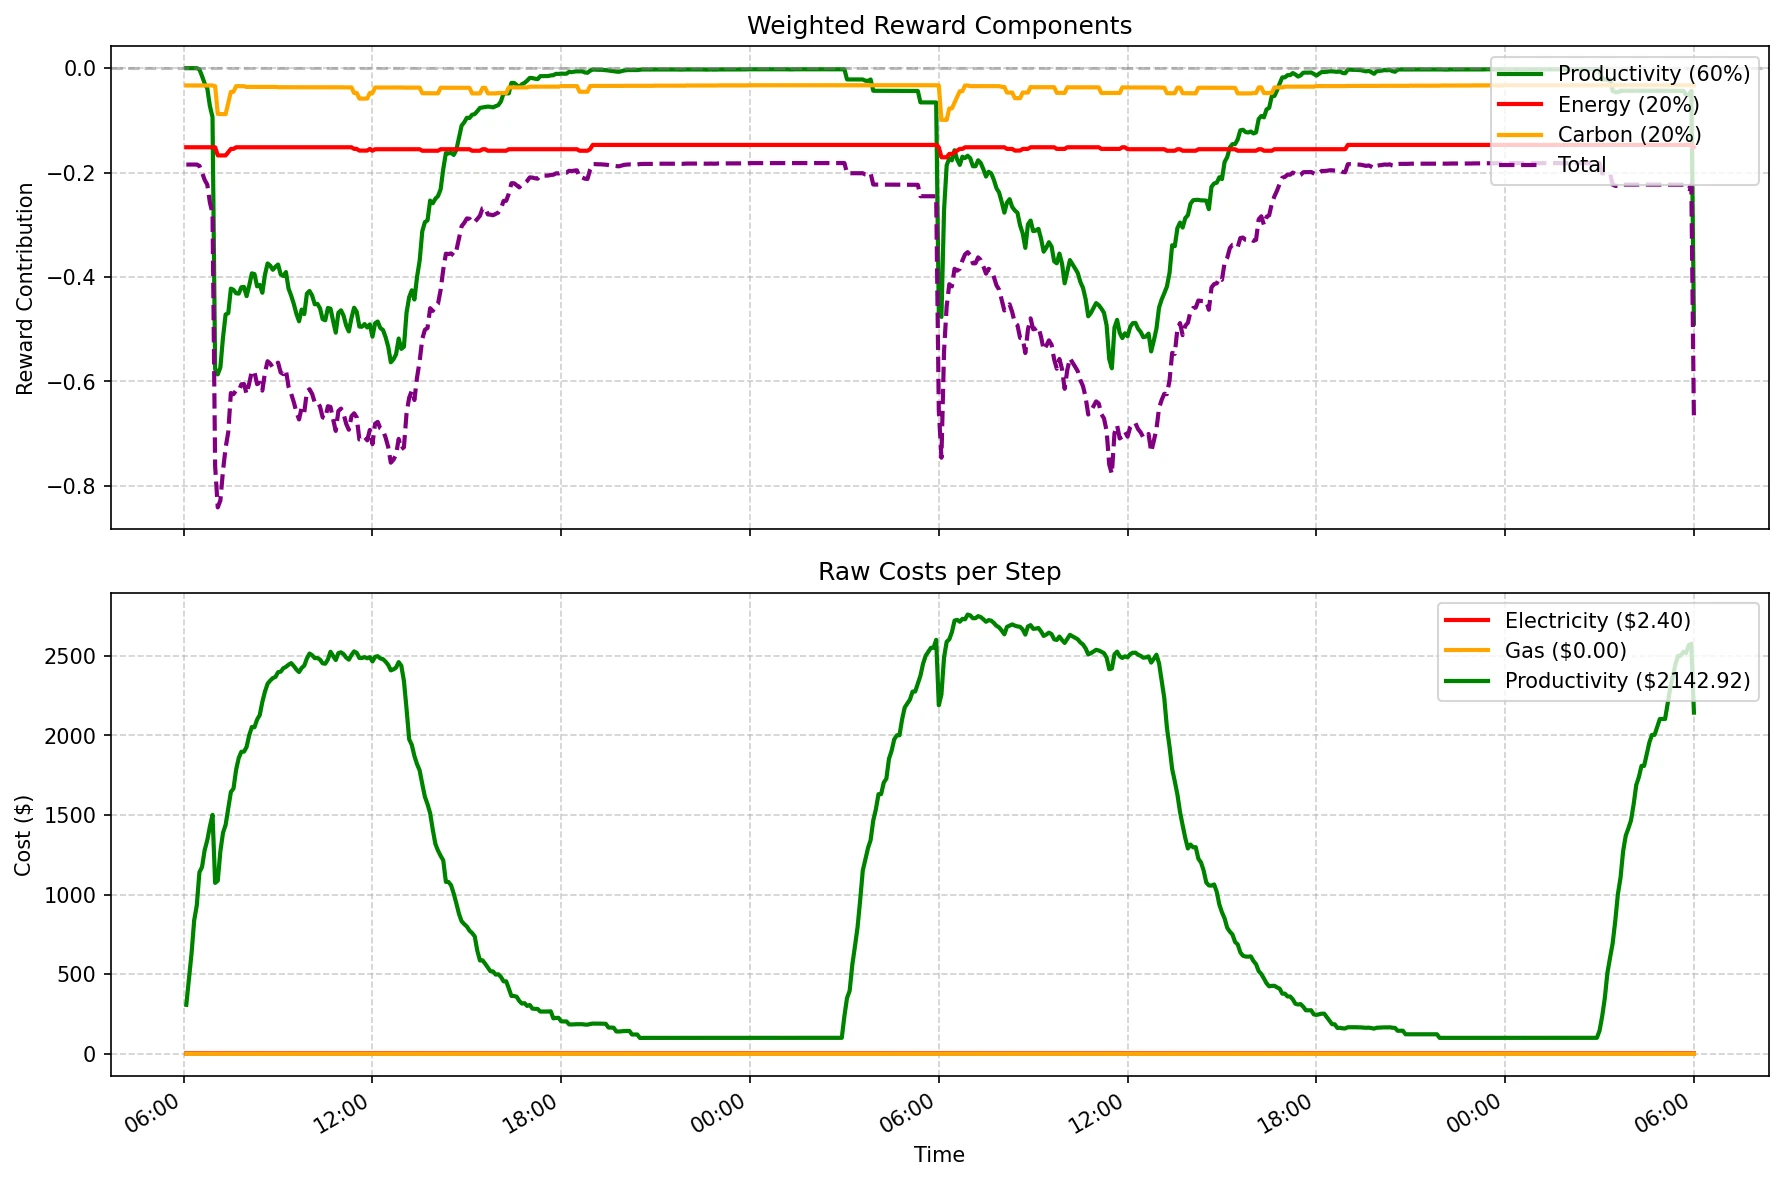 Weighted Reward Components
Reward Contribution
0.0
−0.2
−0.4
−0.6
−0.8
Productivity (60%)
Energy (20%)
Carbon (20%)
Total
Raw Costs per Step
Cost ($)
2500
2000
1500
1000
500
0
Electricity ($2.40)
Gas ($0.00)
Productivity ($2142.92)
06:00
12:00
18:00
00:00
06:00
12:00
18:00
00:00
06:00
Time